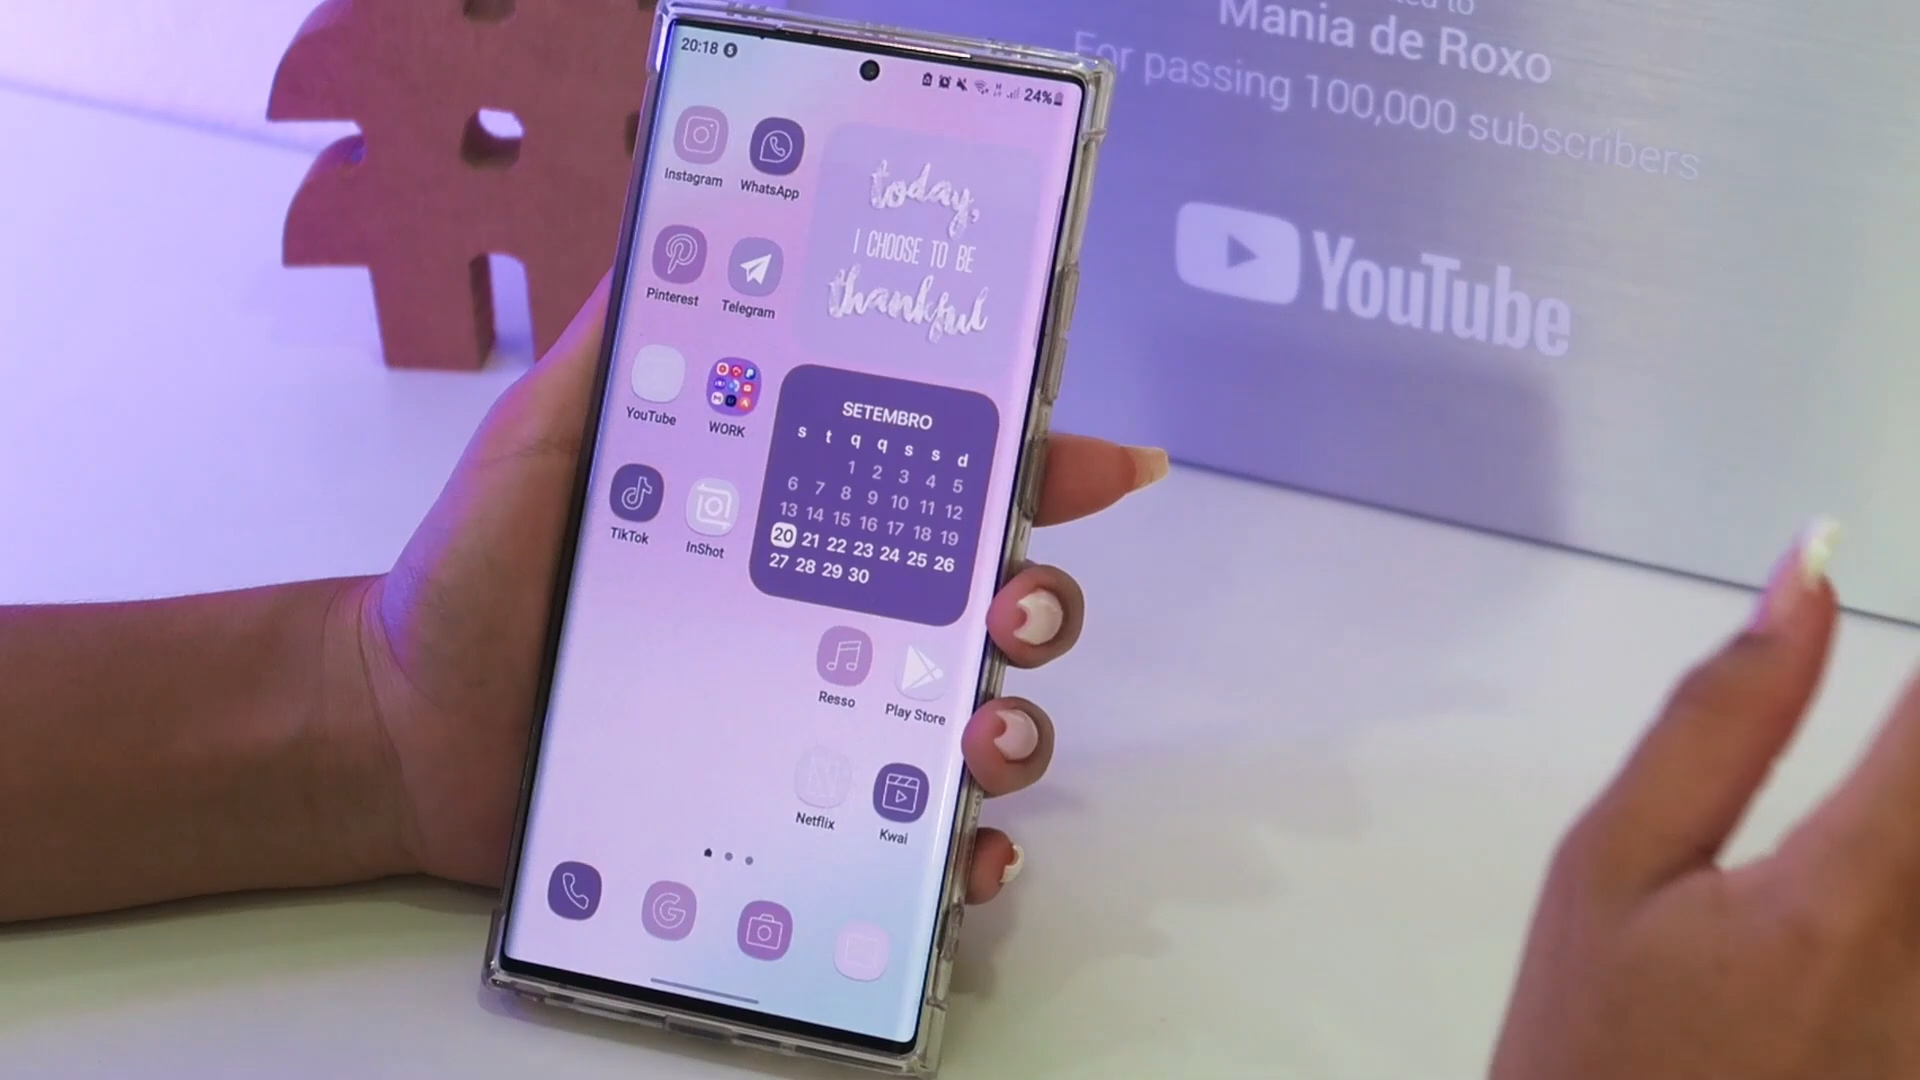 Mania de Roxo
For passing 100,000 subscribers
YouTube
20:18
24%
Instagram
WhatsApp
today,
I CHOOSE TO BE
thankful
Pinterest
Telegram
YouTube
WORK
SETEMBRO
s t q q s s d
1 2 3 4 5
6 7 8 9 10 11 12
13 14 15 16 17 18 19
20 21 22 23 24 25 26
27 28 29 30
TikTok
InShot
Resso
Play Store
Netflix
Kwai